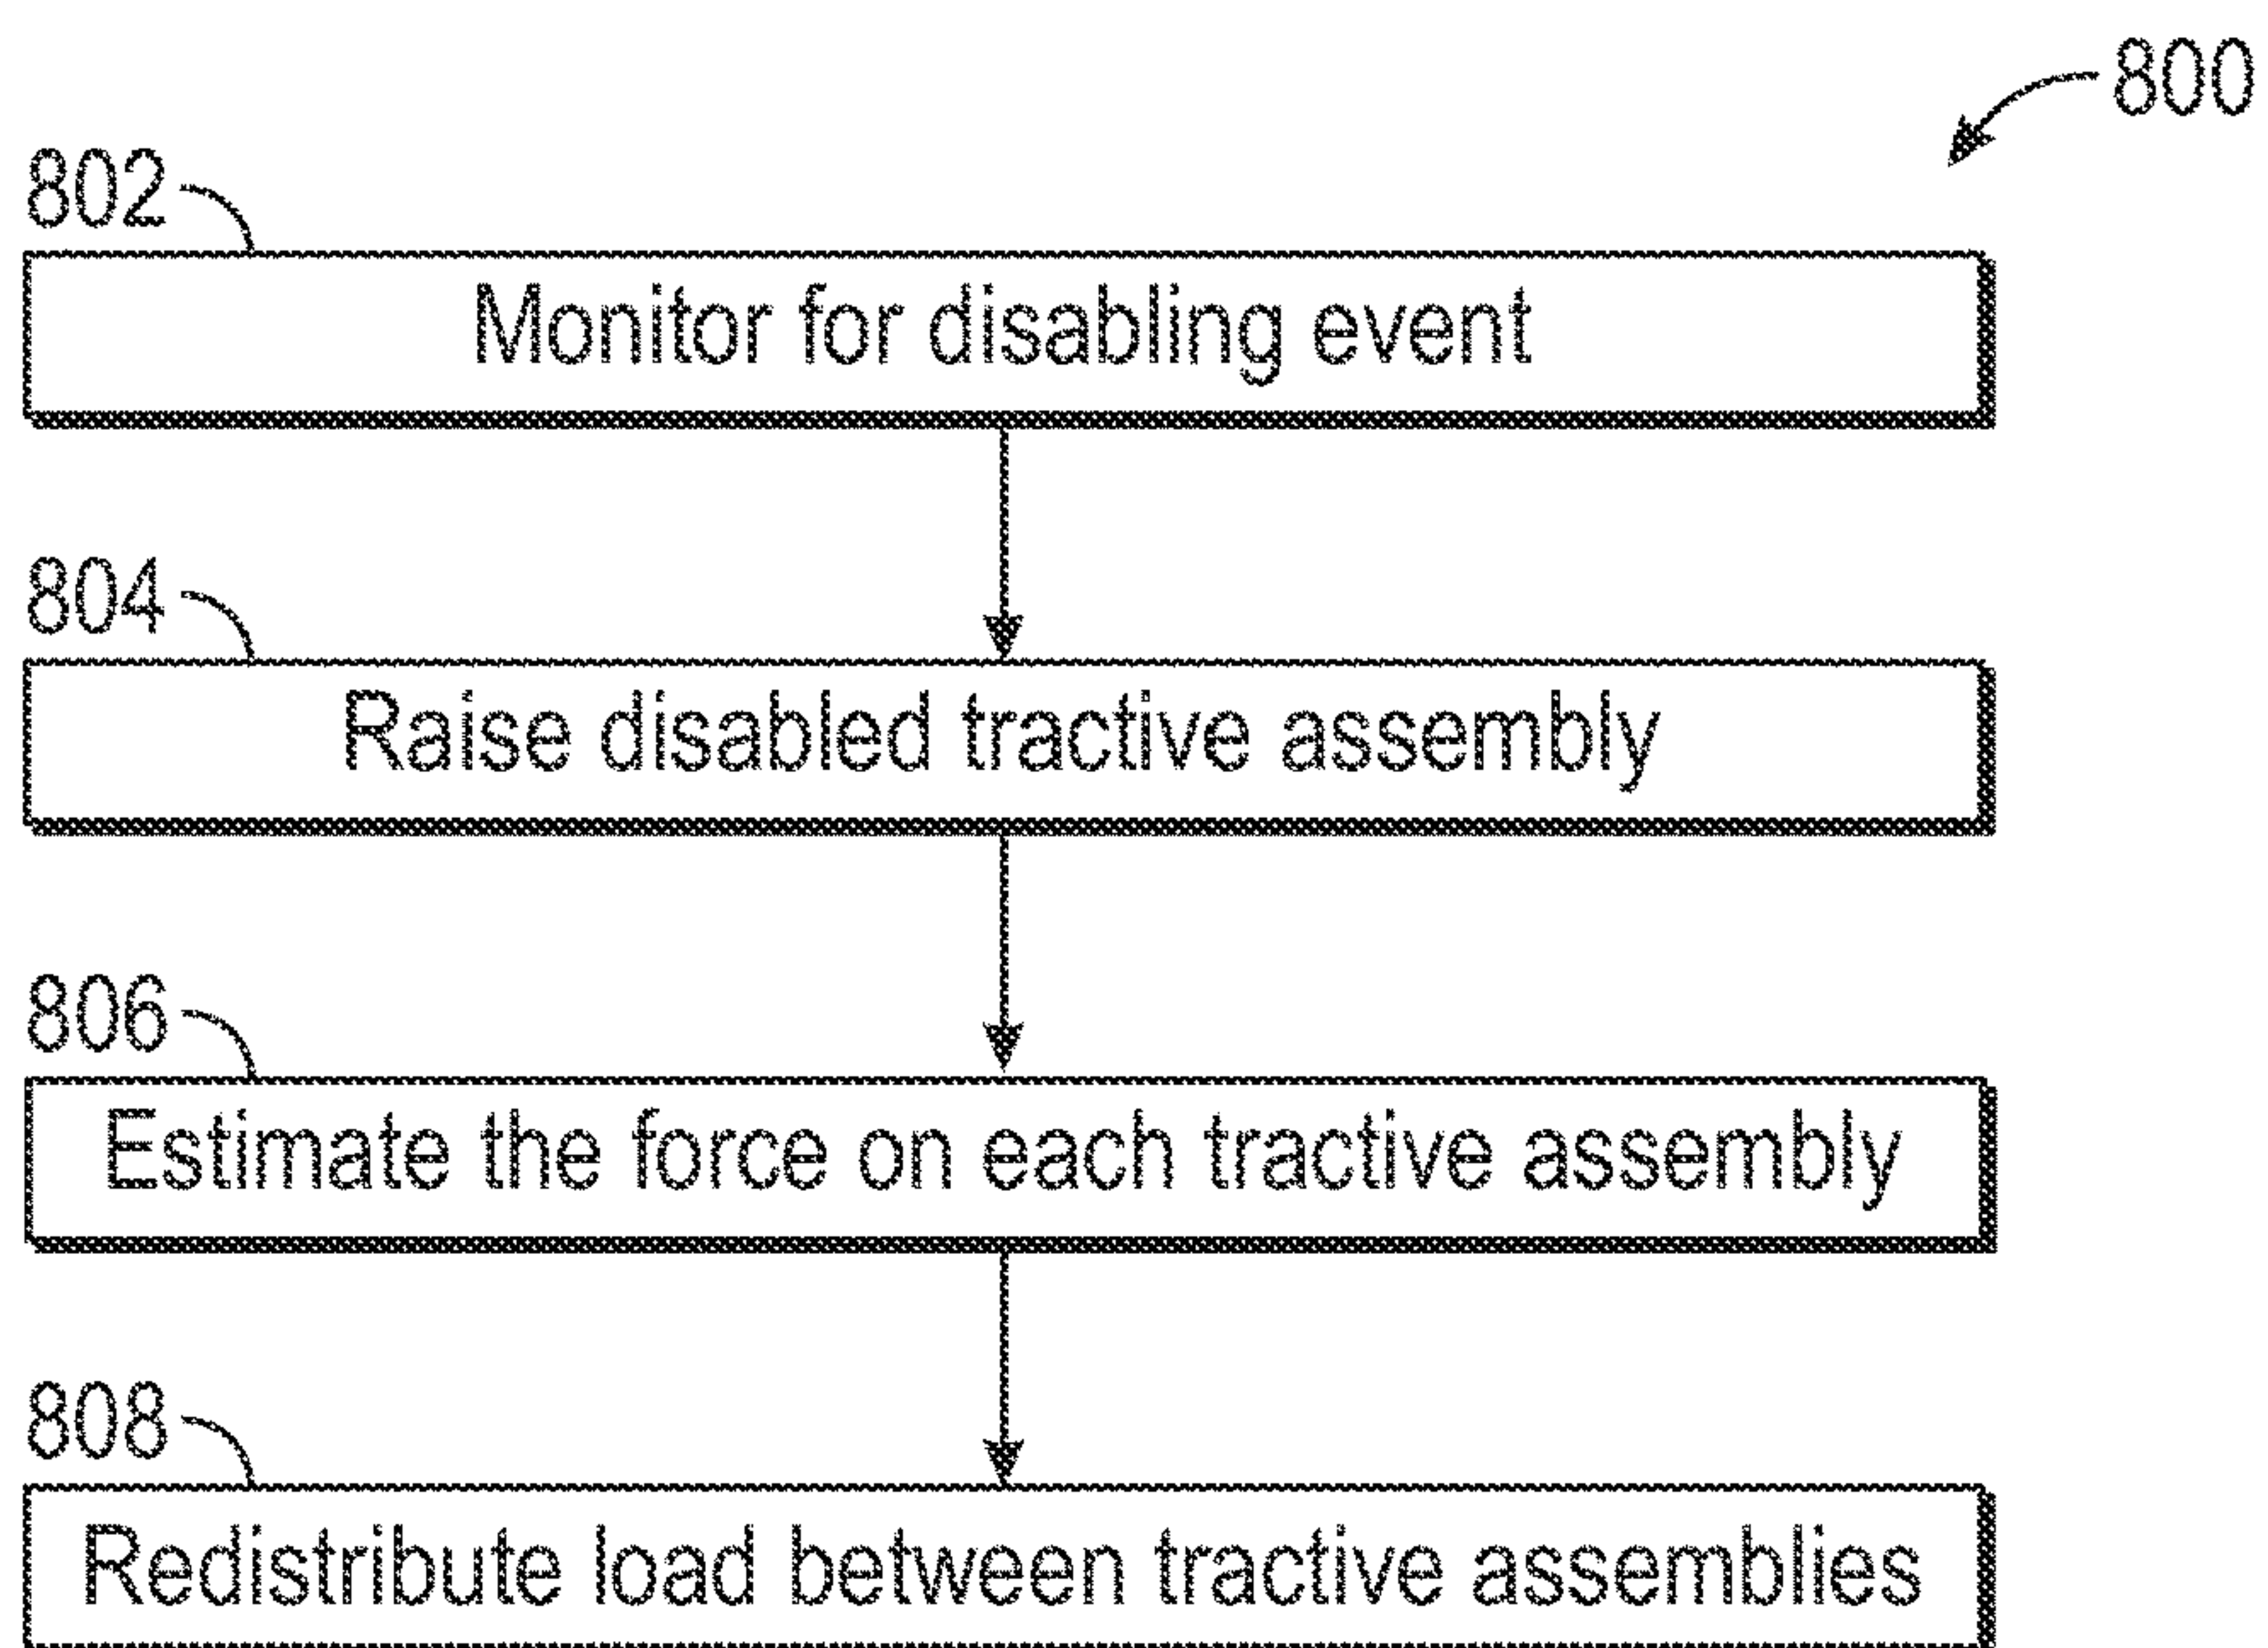 800
802
Monitor for disabling event
804
Raise disabled tractive assembly
806
Estimate the force on each tractive assembly
808
Redistribute load between tractive assemblies